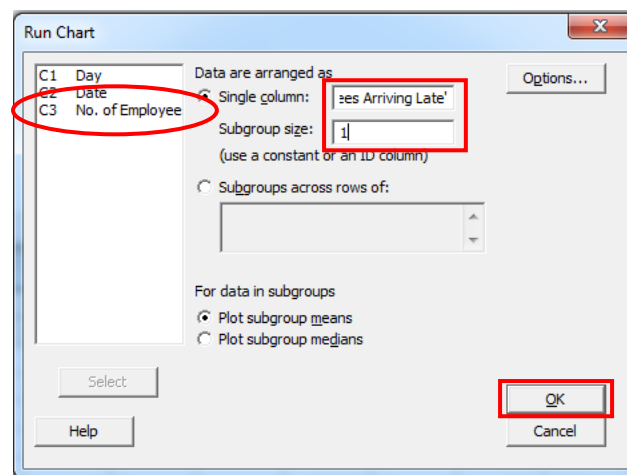 Run Chart
C1 Day
C2 Date
C3 No. of Employee
Data are arranged as
Single column: ees Arriving Late'
Subgroup size: 1
(use a constant or an ID column)
Subgroups across rows of:
For data in subgroups
Plot subgroup means
Plot subgroup medians
Options...
Select
Help
OK
Cancel